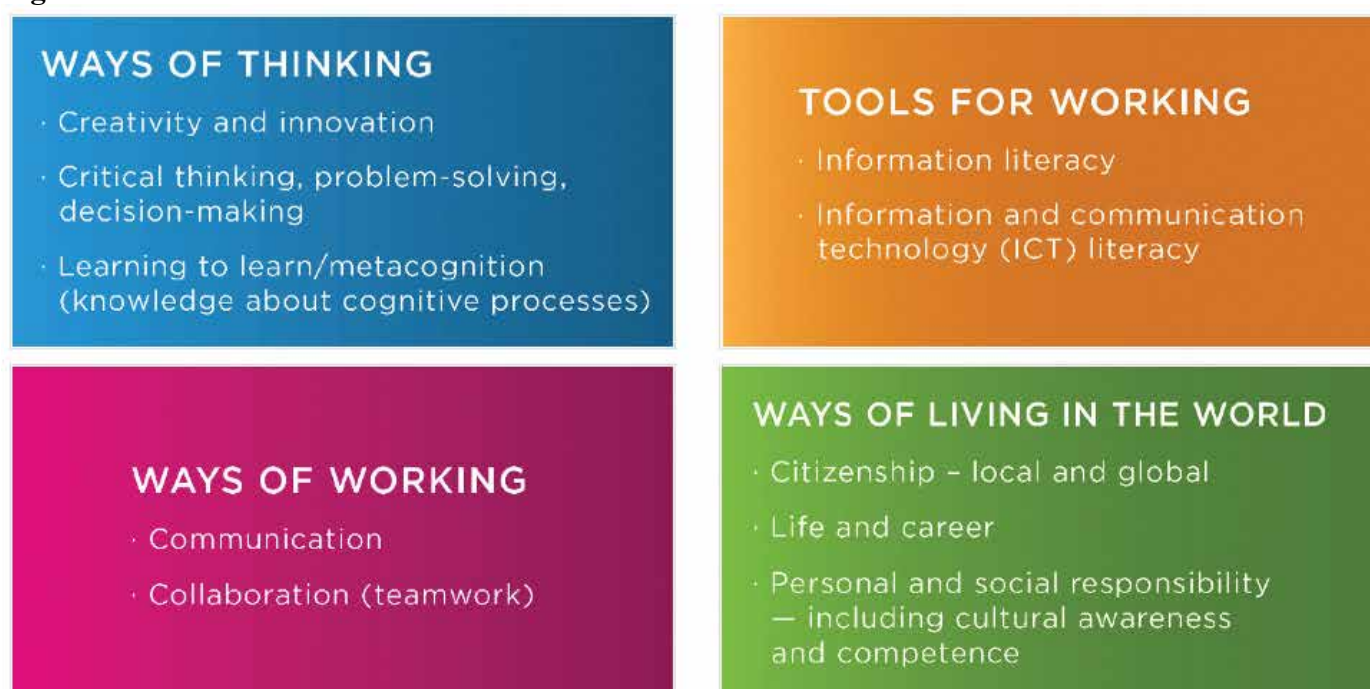 WAYS OF THINKING
· Creativity and innovation
· Critical thinking, problem-solving,
decision-making
· Learning to learn/metacognition
(knowledge about cognitive processes)
TOOLS FOR WORKING
· Information literacy
· Information and communication
technology (ICT) literacy
WAYS OF WORKING
· Communication
· Collaboration (teamwork)
WAYS OF LIVING IN THE WORLD
· Citizenship – local and global
· Life and career
· Personal and social responsibility
— including cultural awareness
and competence